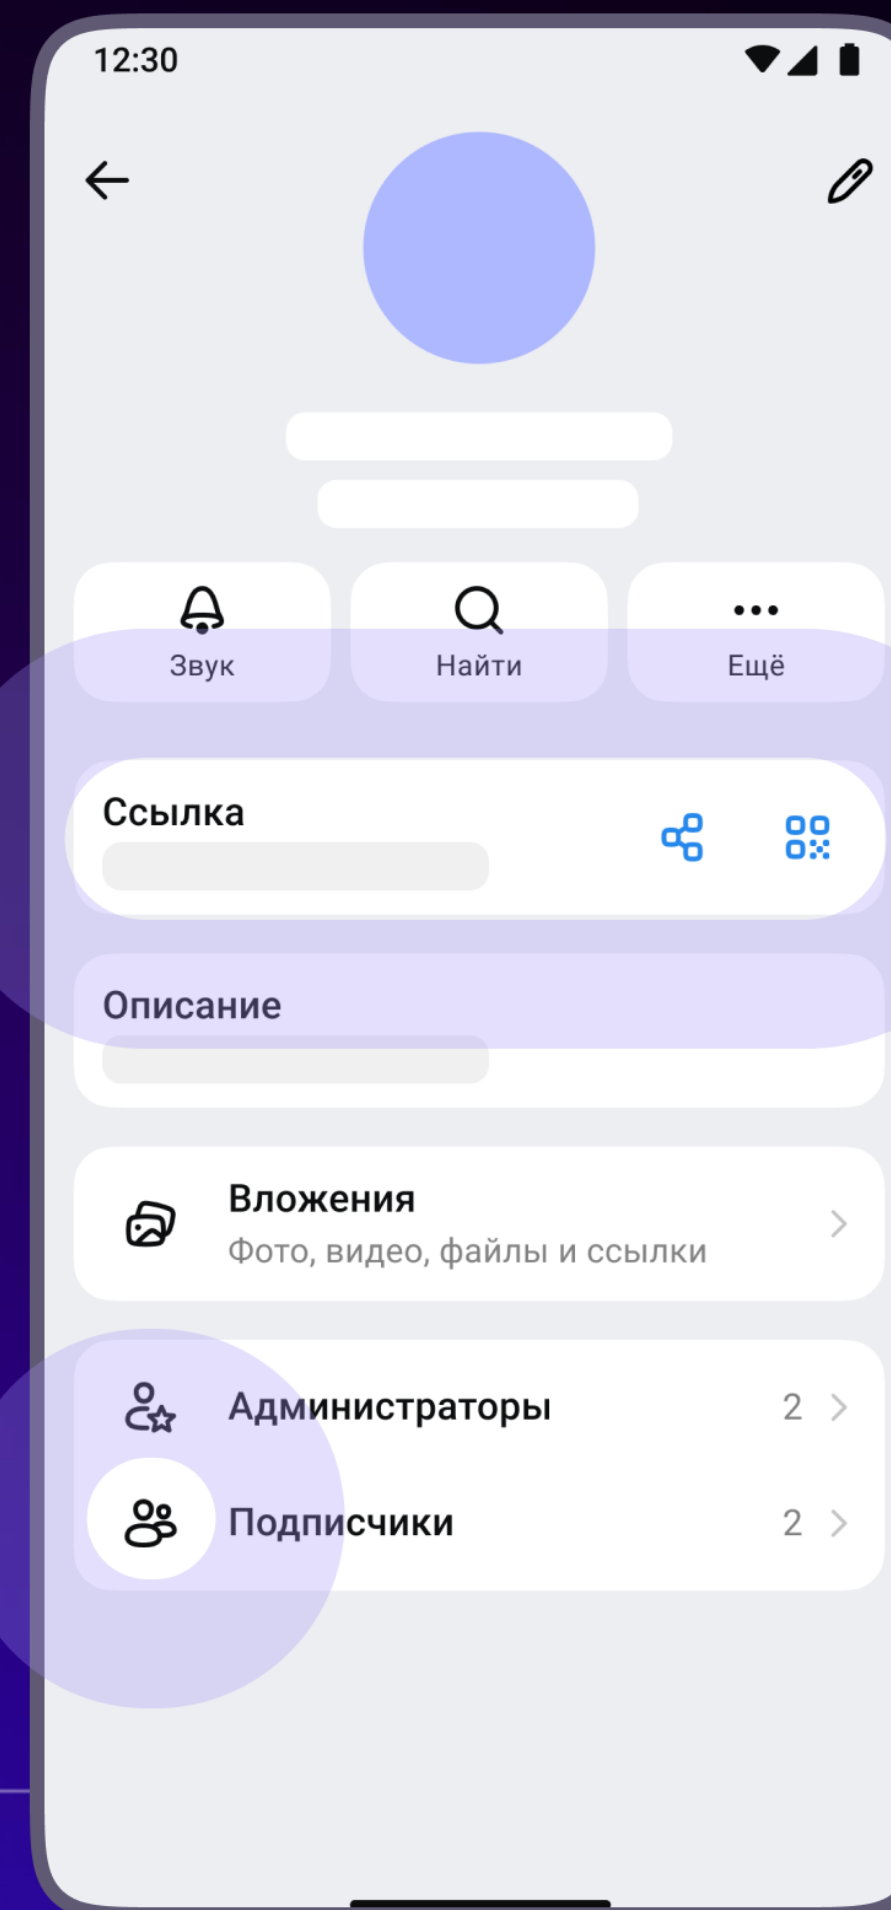 12:30
Звук
Найти
Ещё
Ссылка
Описание
Вложения
Фото, видео, файлы и ссылки
Администраторы 2
Подписчики 2